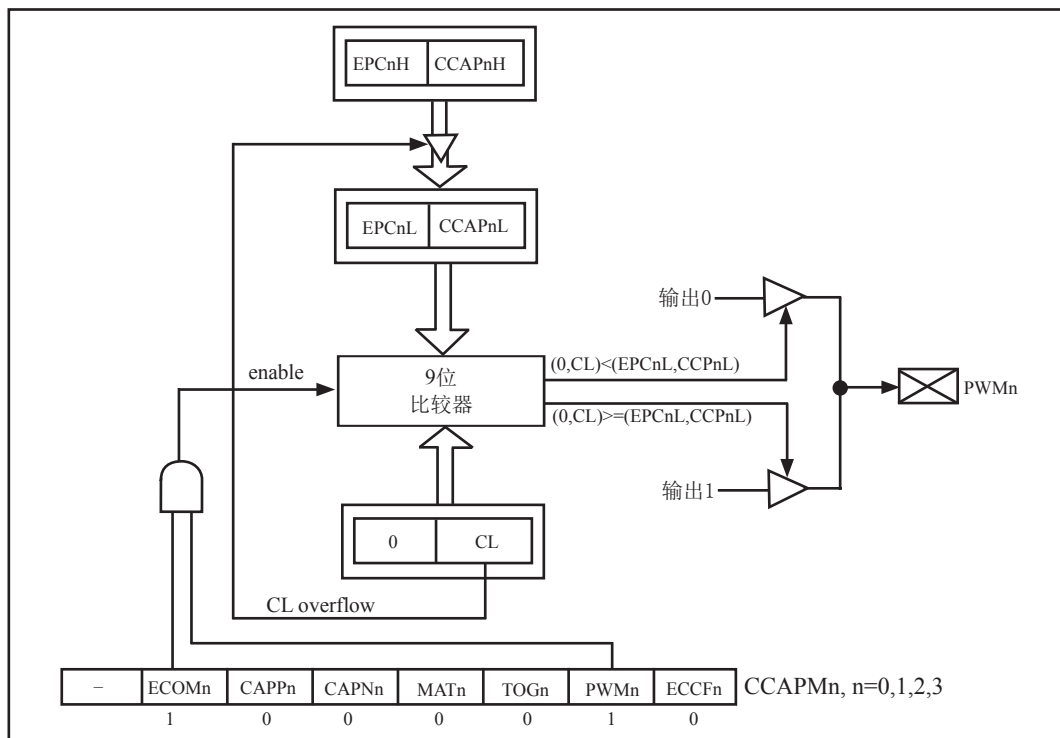 EPCnH CCAPnH
EPCnL CCAPnL
输出0
(0,CL)<(EPCnL,CCPnL)
enable
9位
比较器
PWMn
(0,CL)>=(EPCnL,CCPnL)
输出1
0 CL
CL overflow
– ECOMn CAPPn CAPNn MATn TOGn PWMn ECCFn CCAPMn, n=0,1,2,3
1 0 0 0 0 1 0